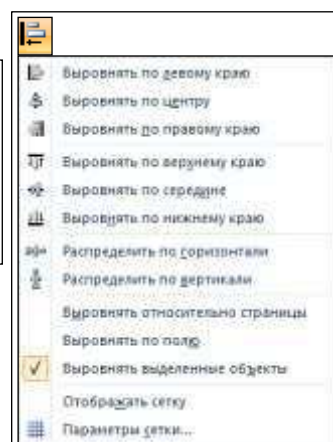 Выровнять по левому краю
Выровнять по центру
Выровнять по правому краю
Выровнять по верхнему краю
Выровнять по середине
Выровнять по нижнему краю
Распределить по горизонтали
Распределить по вертикали
Выровнять относительно страницы
Выровнять по полю
Выровнять выделенные объекты
Отображать сетку
Параметры сетки...